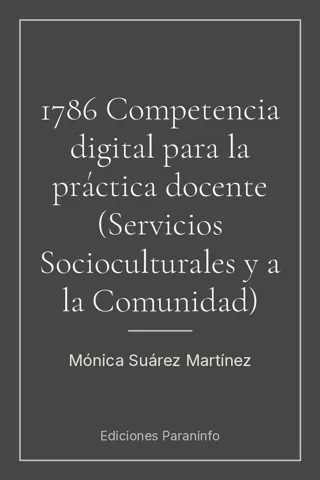 1786 Competencia
digital para la
práctica docente
(Servicios
Socioculturales y a
la Comunidad)
Mónica Suárez Martínez
Ediciones Paraninfo